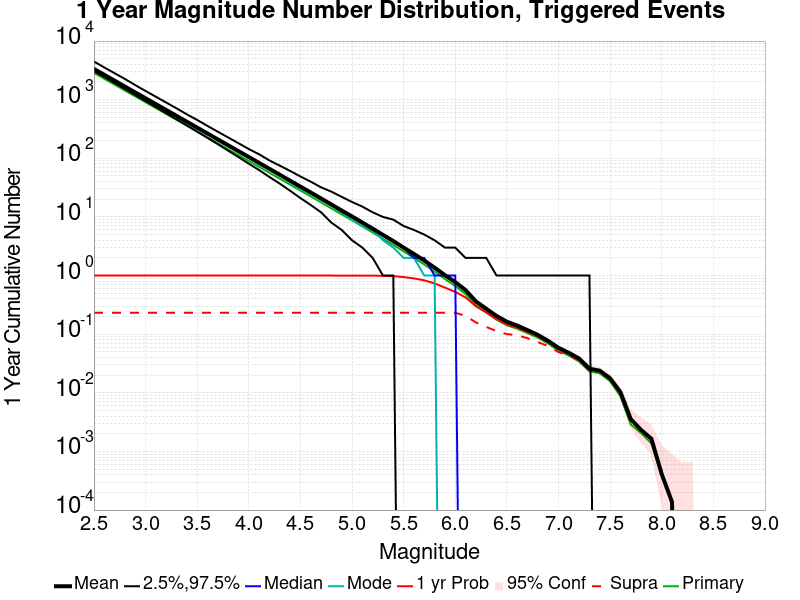 1 Year Magnitude Number Distribution, Triggered Events
1 Year Cumulative Number
10^4
10^3
10^2
10^1
10^0
10^-1
10^-2
10^-3
10^-4
2.5 3.0 3.5 4.0 4.5 5.0 5.5 6.0 6.5 7.0 7.5 8.0 8.5 9.0
Magnitude
Mean 2.5%,97.5% Median Mode 1 yr Prob 95% Conf Supra Primary